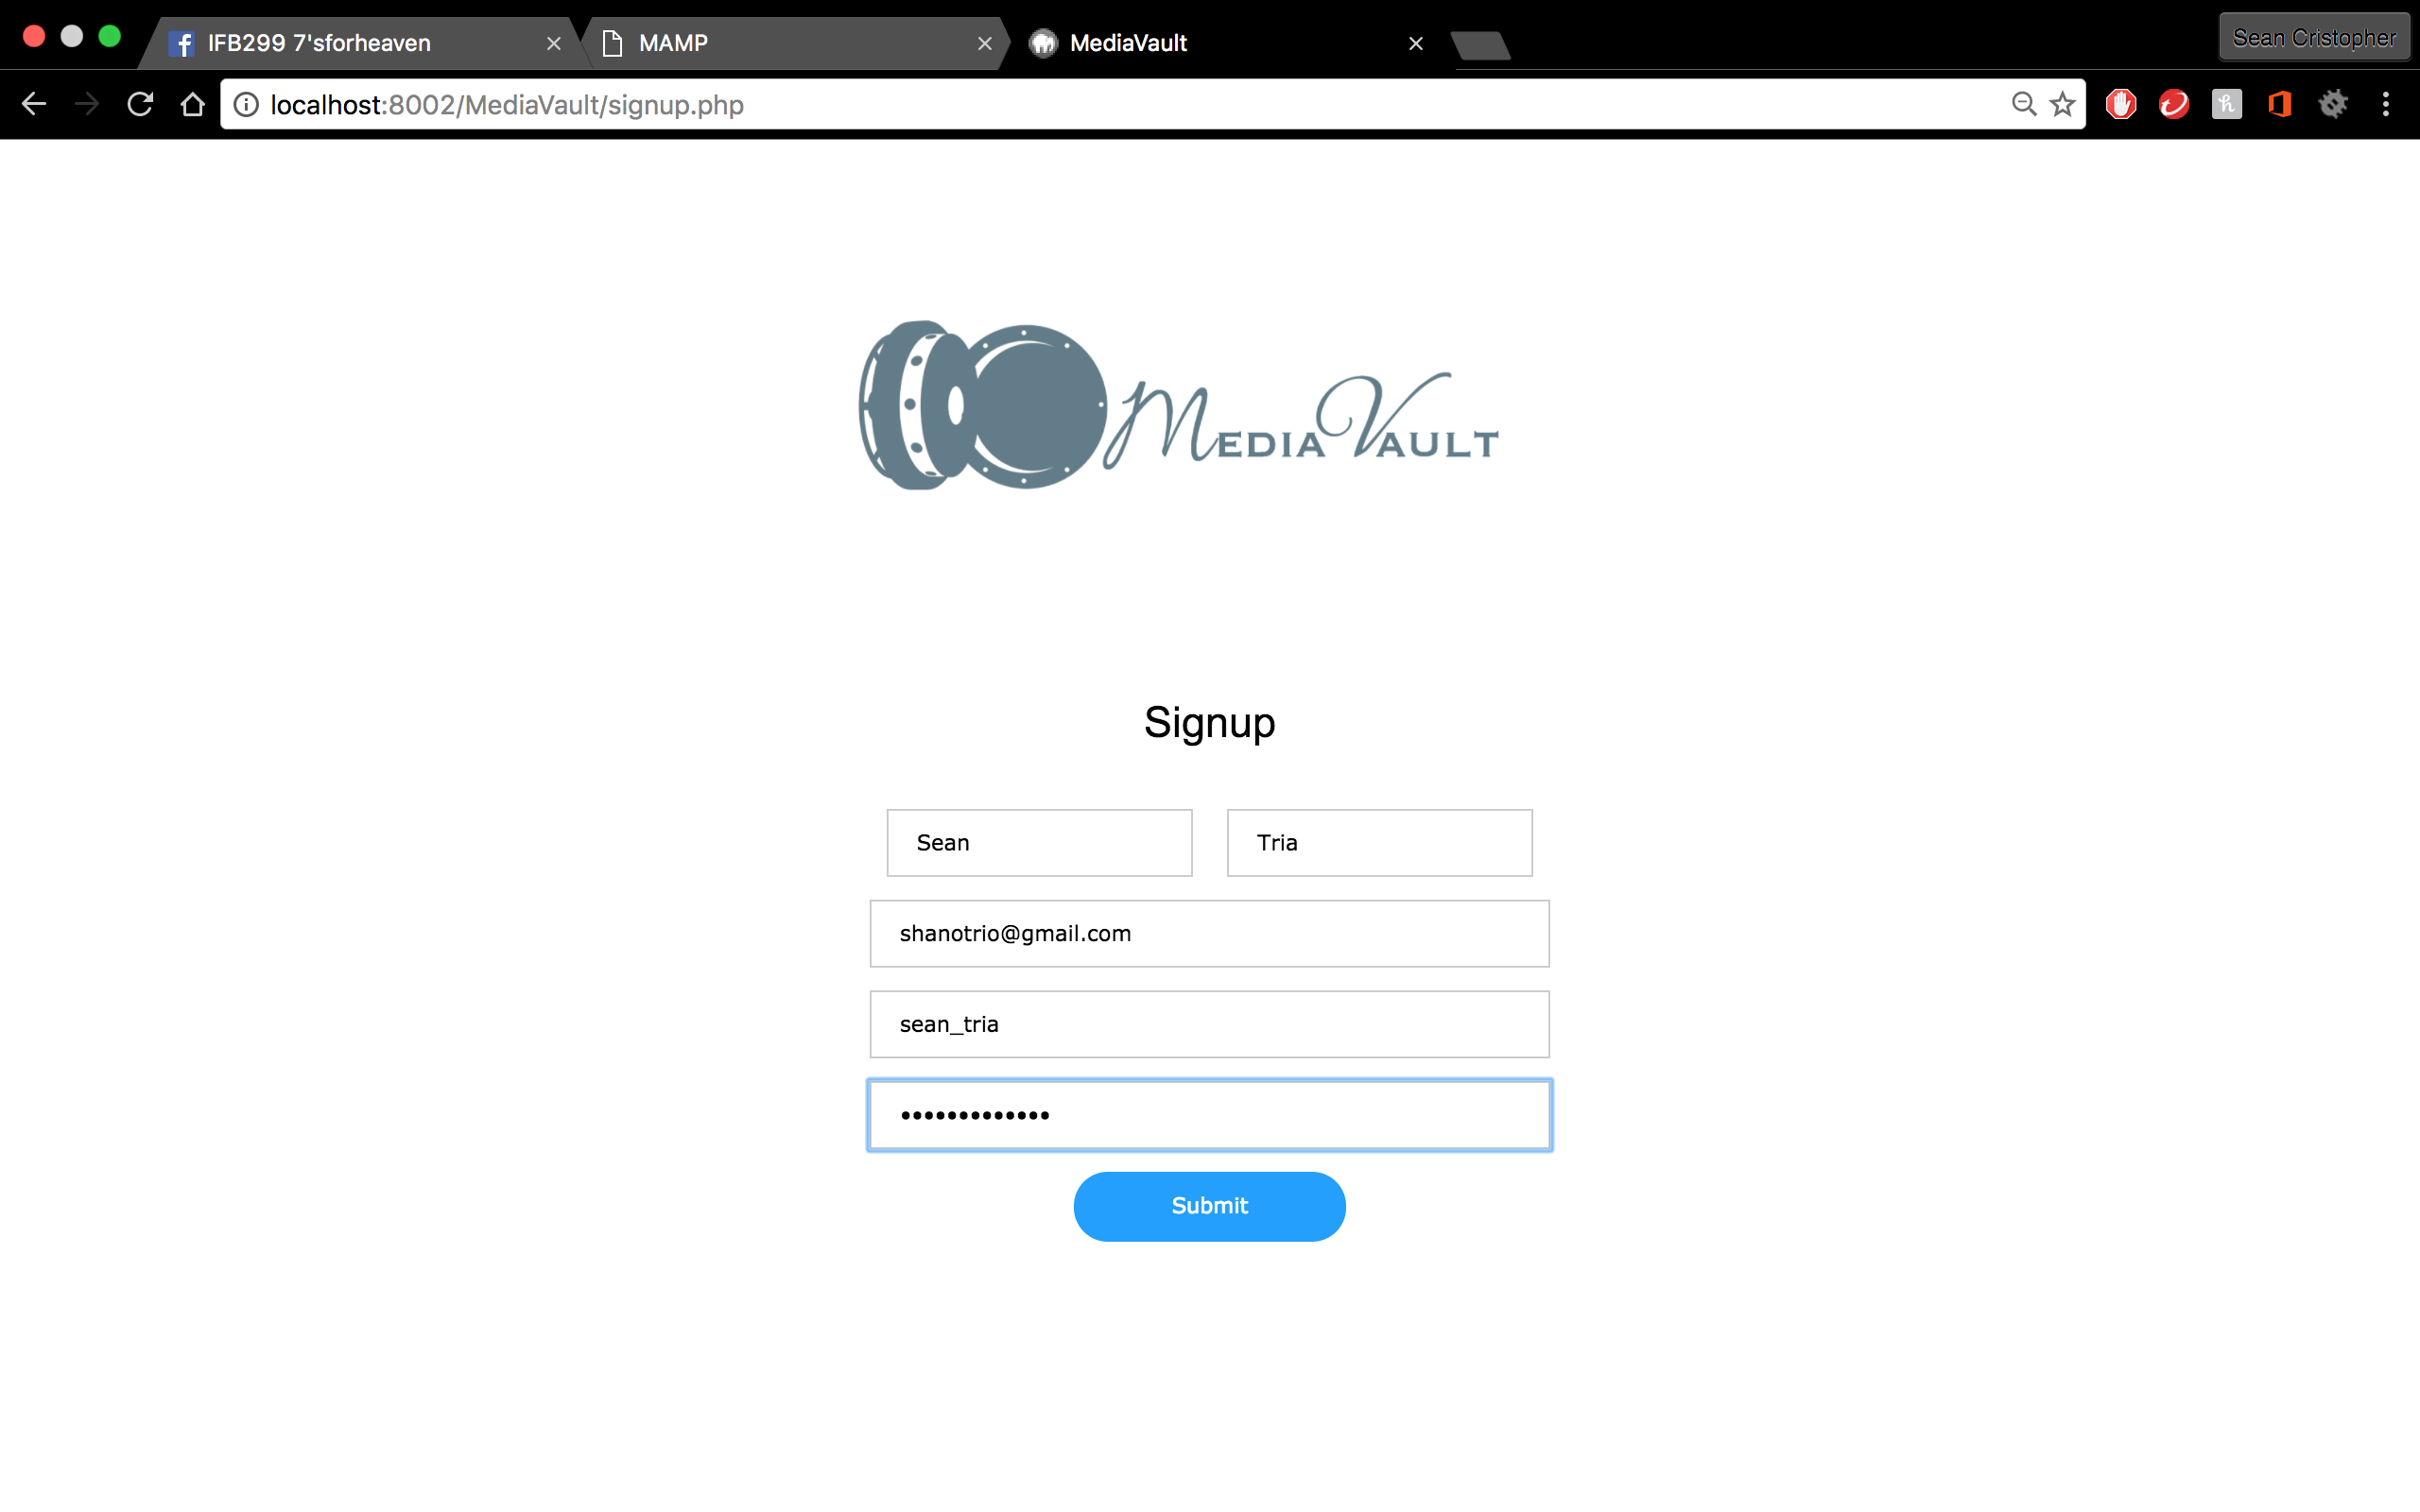 IFB299 7'sforheaven
MAMP
MediaVault
Sean Cristopher
localhost:8002/MediaVault/signup.php
MEDIAVAULT
Signup
Sean
Tria
shanotrio@gmail.com
sean_tria
•••••••••••••
Submit